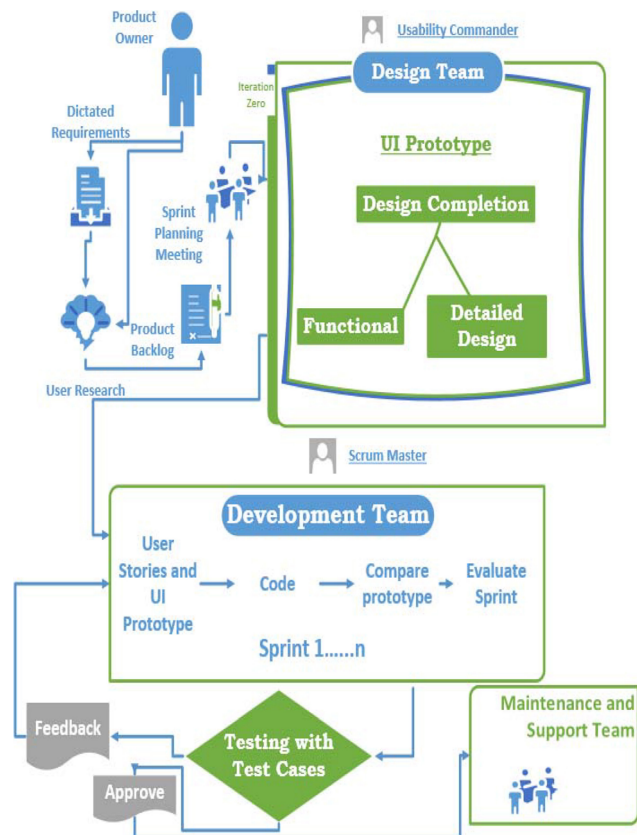 Product
Owner
Usability Commander
Design Team
Iteration
Zero
Dictated
Requirements
UI Prototype
Design Completion
Sprint
Planning
Meeting
Functional
Detailed
Design
Product
Backlog
User Research
Scrum Master
Development Team
User
Stories and
UI
Prototype
Code
Compare
prototype
Evaluate
Sprint
Sprint 1......n
Maintenance and
Support Team
Feedback
Testing with
Test Cases
Approve